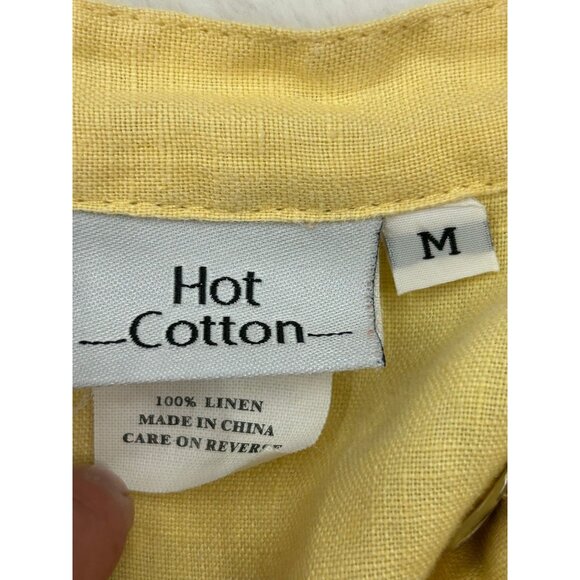 Hot
Cotton
M
100% LINEN
MADE IN CHINA
CARE ON REVERSE